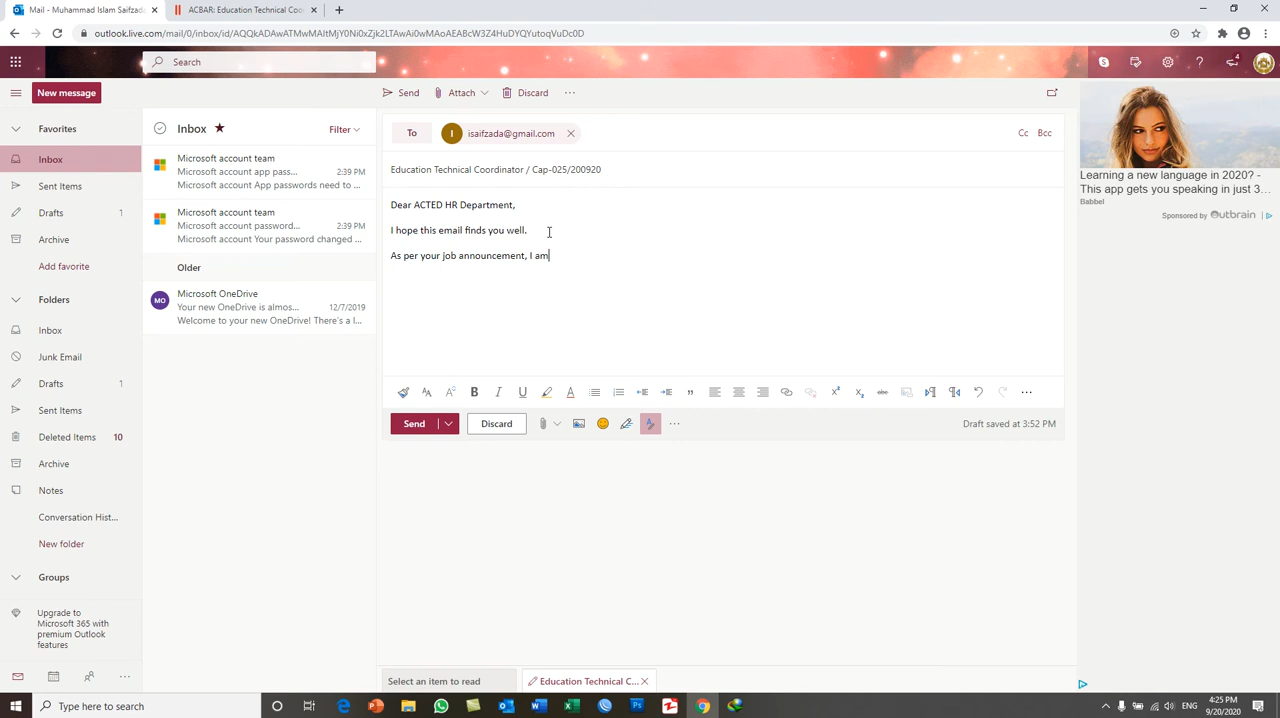 Mail - Muhammad Islam Saifzada
ACBAR: Education Technical Coo
outlook.live.com/mail/0/inbox/id/AQQkADAwATMwMAItMjY0Ni0xZjk2LTAwAi0wMAoAEABcW3Z4HuDYQYutoqVuDc0D
Search
4
New message
Send
Attach
Discard
Favorites
Inbox
Sent Items
Drafts 1
Archive
Add favorite
Folders
Inbox
Junk Email
Drafts 1
Sent Items
Deleted Items 10
Archive
Notes
Conversation Hist...
New folder
Groups
Upgrade to
Microsoft 365 with
premium Outlook
features
Inbox
Filter
Microsoft account team
Microsoft account app pass... 2:39 PM
Microsoft account App passwords need to ...
Microsoft account team
Microsoft account password... 2:39 PM
Microsoft account Your password changed ...
Older
MO
Microsoft OneDrive
Your new OneDrive is almos... 12/7/2019
Welcome to your new OneDrive! There's a l...
To
I
isaifzada@gmail.com
Cc
Bcc
Education Technical Coordinator / Cap-025/200920
Dear ACTED HR Department,
I hope this email finds you well.
As per your job announcement, I am
Send
Discard
Draft saved at 3:52 PM
Learning a new language in 2020? -
This app gets you speaking in just 3...
Babbel
Sponsored by Outbrain
Select an item to read
Education Technical C...
Type here to search
ENG
4:25 PM
9/20/2020